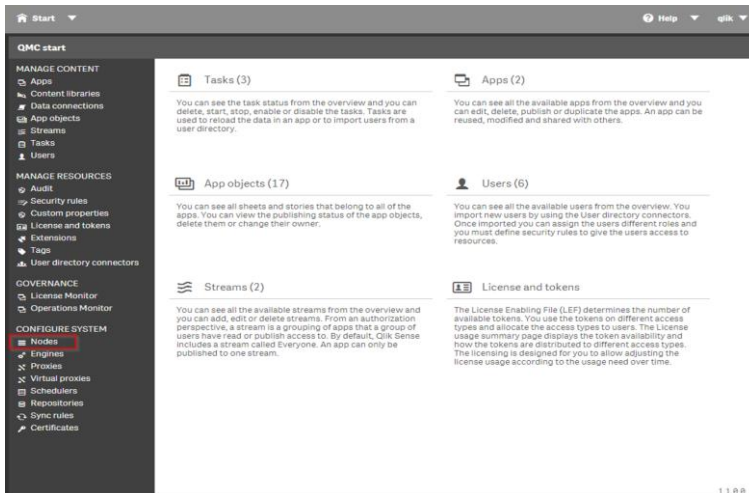 Start
Help
qlik
QMC start
MANAGE CONTENT
Apps
Content libraries
Data connections
App objects
Streams
Tasks
Users
MANAGE RESOURCES
Audit
Security rules
Custom properties
License and tokens
Extensions
Tags
User directory connectors
GOVERNANCE
License Monitor
Operations Monitor
CONFIGURE SYSTEM
Nodes
Engines
Proxies
Virtual proxies
Schedulers
Repositories
Sync rules
Certificates
Tasks (3)
You can see the task status from the overview and you can
delete, start, stop, enable or disable the tasks. Tasks are
used to reload the data in an app or to import users from a
user directory.
Apps (2)
You can see all the available apps from the overview and you
can edit, delete, publish or duplicate the apps. An app can be
reused, modified and shared with others.
App objects (17)
You can see all sheets and stories that belong to all of the
apps. You can view the publishing status of the app objects,
delete them or change their owner.
Users (6)
You can see all the available users from the overview. You
import new users by using the User directory connectors.
Once imported you can assign the users different roles and
you must define security rules to give the users access to
resources.
Streams (2)
You can see all the available streams from the overview and
you can add, edit or delete streams. From an authorization
perspective, a stream is a grouping of apps that a group of
users have read or publish access to. By default, Qlik Sense
includes a stream called Everyone. An app can only be
published to one stream.
License and tokens
The License Enabling File (LEF) determines the number of
available tokens. You use the tokens on different access
types and allocate the access types to users. The License
usage summary page displays the token availability and
how the tokens are distributed to different access types.
The licensing is designed for you to allow adjusting the
license usage according to the usage need over time.
1.1.0.0